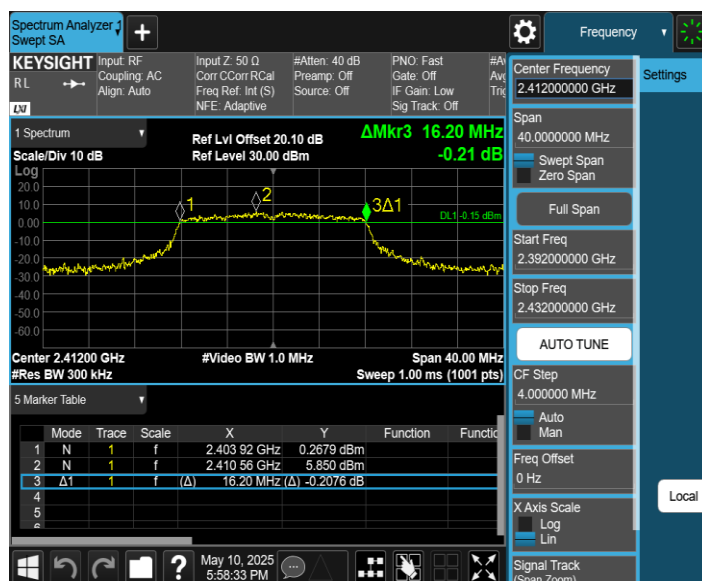 Spectrum Analyzer 1
Swept SA
Frequency
KEYSIGHT
RL
LXI
Input: RF
Coupling: AC
Align: Auto
Input Z: 50 Ω
Corr CCorr RCal
Freq Ref: Int (S)
NFE: Adaptive
#Atten: 40 dB
Preamp: Off
Source: Off
PNO: Fast
Gate: Off
IF Gain: Low
Sig Track: Off
Center Frequency
2.412000000 GHz
Settings
Span
40.0000000 MHz
Swept Span
Zero Span
Full Span
Start Freq
2.392000000 GHz
Stop Freq
2.432000000 GHz
AUTO TUNE
CF Step
4.000000 MHz
Auto
Man
Freq Offset
0 Hz
X Axis Scale
Log
Lin
Signal Track
(Span Zoom)
Local
1 Spectrum
Scale/Div 10 dB
Ref Lvl Offset 20.10 dB
Ref Level 30.00 dBm
ΔMkr3 16.20 MHz
-0.21 dB
Log
20.0
10.0
0.00
-10.0
-20.0
-30.0
-40.0
-50.0
-60.0
1
2
3Δ1
DL1 -0.15 dBm
Center 2.41200 GHz
#Video BW 1.0 MHz
Span 40.00 MHz
#Res BW 300 kHz
Sweep 1.00 ms (1001 pts)
5 Marker Table
Mode Trace Scale X Y Function
1 N 1 f 2.403 92 GHz 0.2679 dBm
2 N 1 f 2.410 56 GHz 5.850 dBm
3 Δ1 1 f (Δ) 16.20 MHz (Δ) -0.2076 dB
4
5
6
?
May 10, 2025
5:58:33 PM